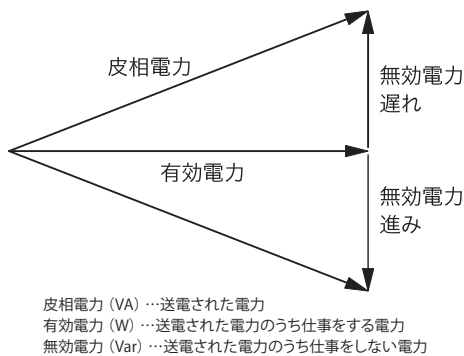 皮相電力
無効電力
遅れ
有効電力
無効電力
進み
皮相電力（VA）…送電された電力
有効電力（W）…送電された電力のうち仕事をする電力
無効電力（Var）…送電された電力のうち仕事をしない電力